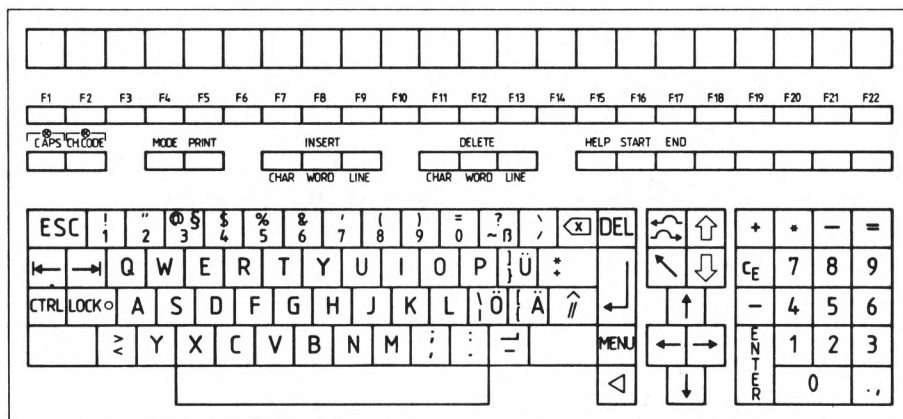 F1 F2 F3 F4 F5 F6 F7 F8 F9 F10 F11 F12 F13 F14 F15 F16 F17 F18 F19 F20 F21 F22
CAPS CH CODE MODE PRINT INSERT DELETE HELP START END
CHAR WORD LINE CHAR WORD LINE
ESC ! 1 " 2 @ § 3 $ 4 % 5 & 6 ' 7 ( 8 ) 9 = 0 ? ~ ß \ / X DEL + * − =
Q W E R T Y U I O P } ] Ü * + CE 7 8 9
CTRL LOCK A S D F G H J K L | \ Ö { [ Ä ^ // − 4 5 6
> < Y X C V B N M ; , : . _ − MENU ENTER 1 2 3
0 . ,